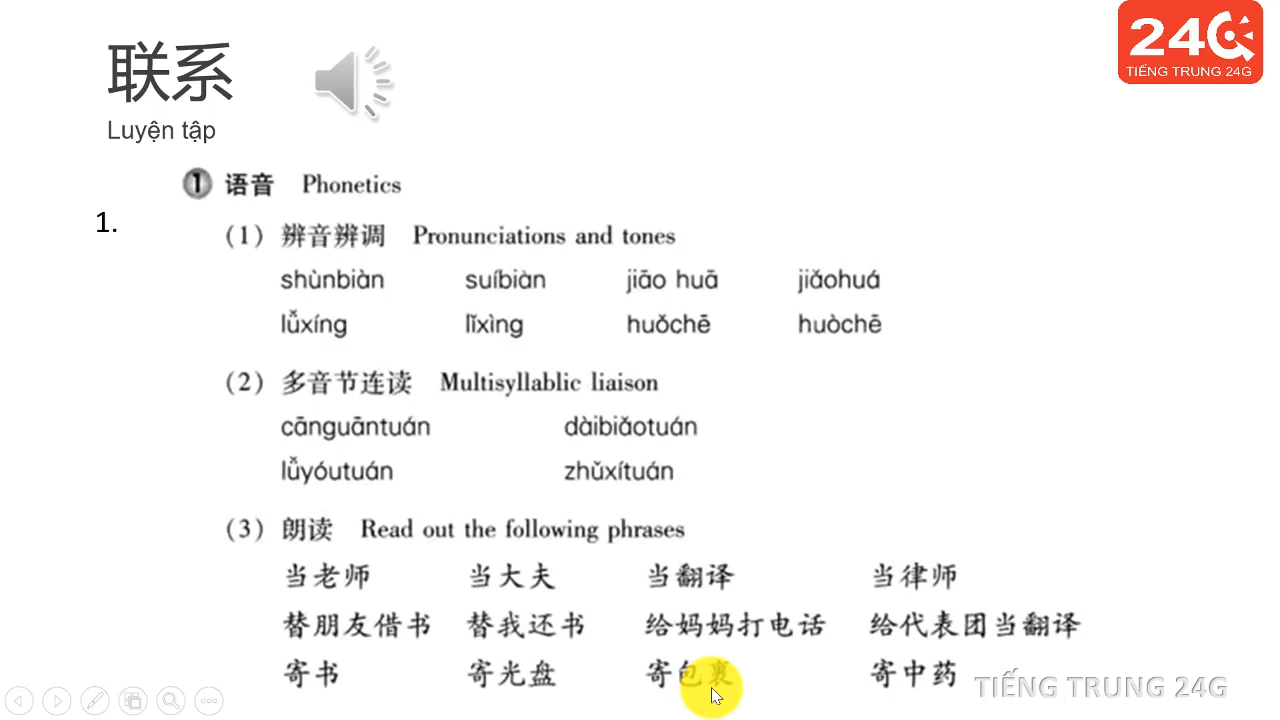 24G
TIẾNG TRUNG 24G
联系
Luyện tập
1 语音 Phonetics
1.
(1) 辨音辨调 Pronunciations and tones
shùnbiàn suíbiàn jiāo huā jiǎohuá
lǚxíng lǐxìng huǒchē huòchē
(2) 多音节连读 Multisyllablic liaison
cānguāntuán dàibiǎotuán
lǚyóutuán zhǔxítuán
(3) 朗读 Read out the following phrases
当老师 当大夫 当翻译 当律师
替朋友借书 替我还书 给妈妈打电话 给代表团当翻译
寄书 寄光盘 寄包裹 寄中药
TIẾNG TRUNG 24G